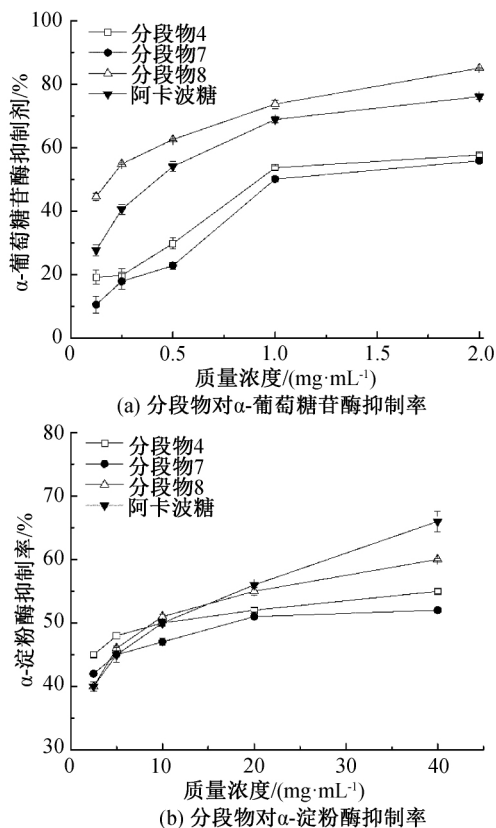 100
80
60
40
20
0
α-葡萄糖苷酶抑制剂/%
分段物4
分段物7
分段物8
阿卡波糖
0 0.5 1.0 1.5 2.0
质量浓度/(mg·mL-1)
(a) 分段物对α-葡萄糖苷酶抑制率
80
70
60
50
40
30
α-淀粉酶抑制率/%
分段物4
分段物7
分段物8
阿卡波糖
0 10 20 30 40
质量浓度/(mg·mL-1)
(b) 分段物对α-淀粉酶抑制率